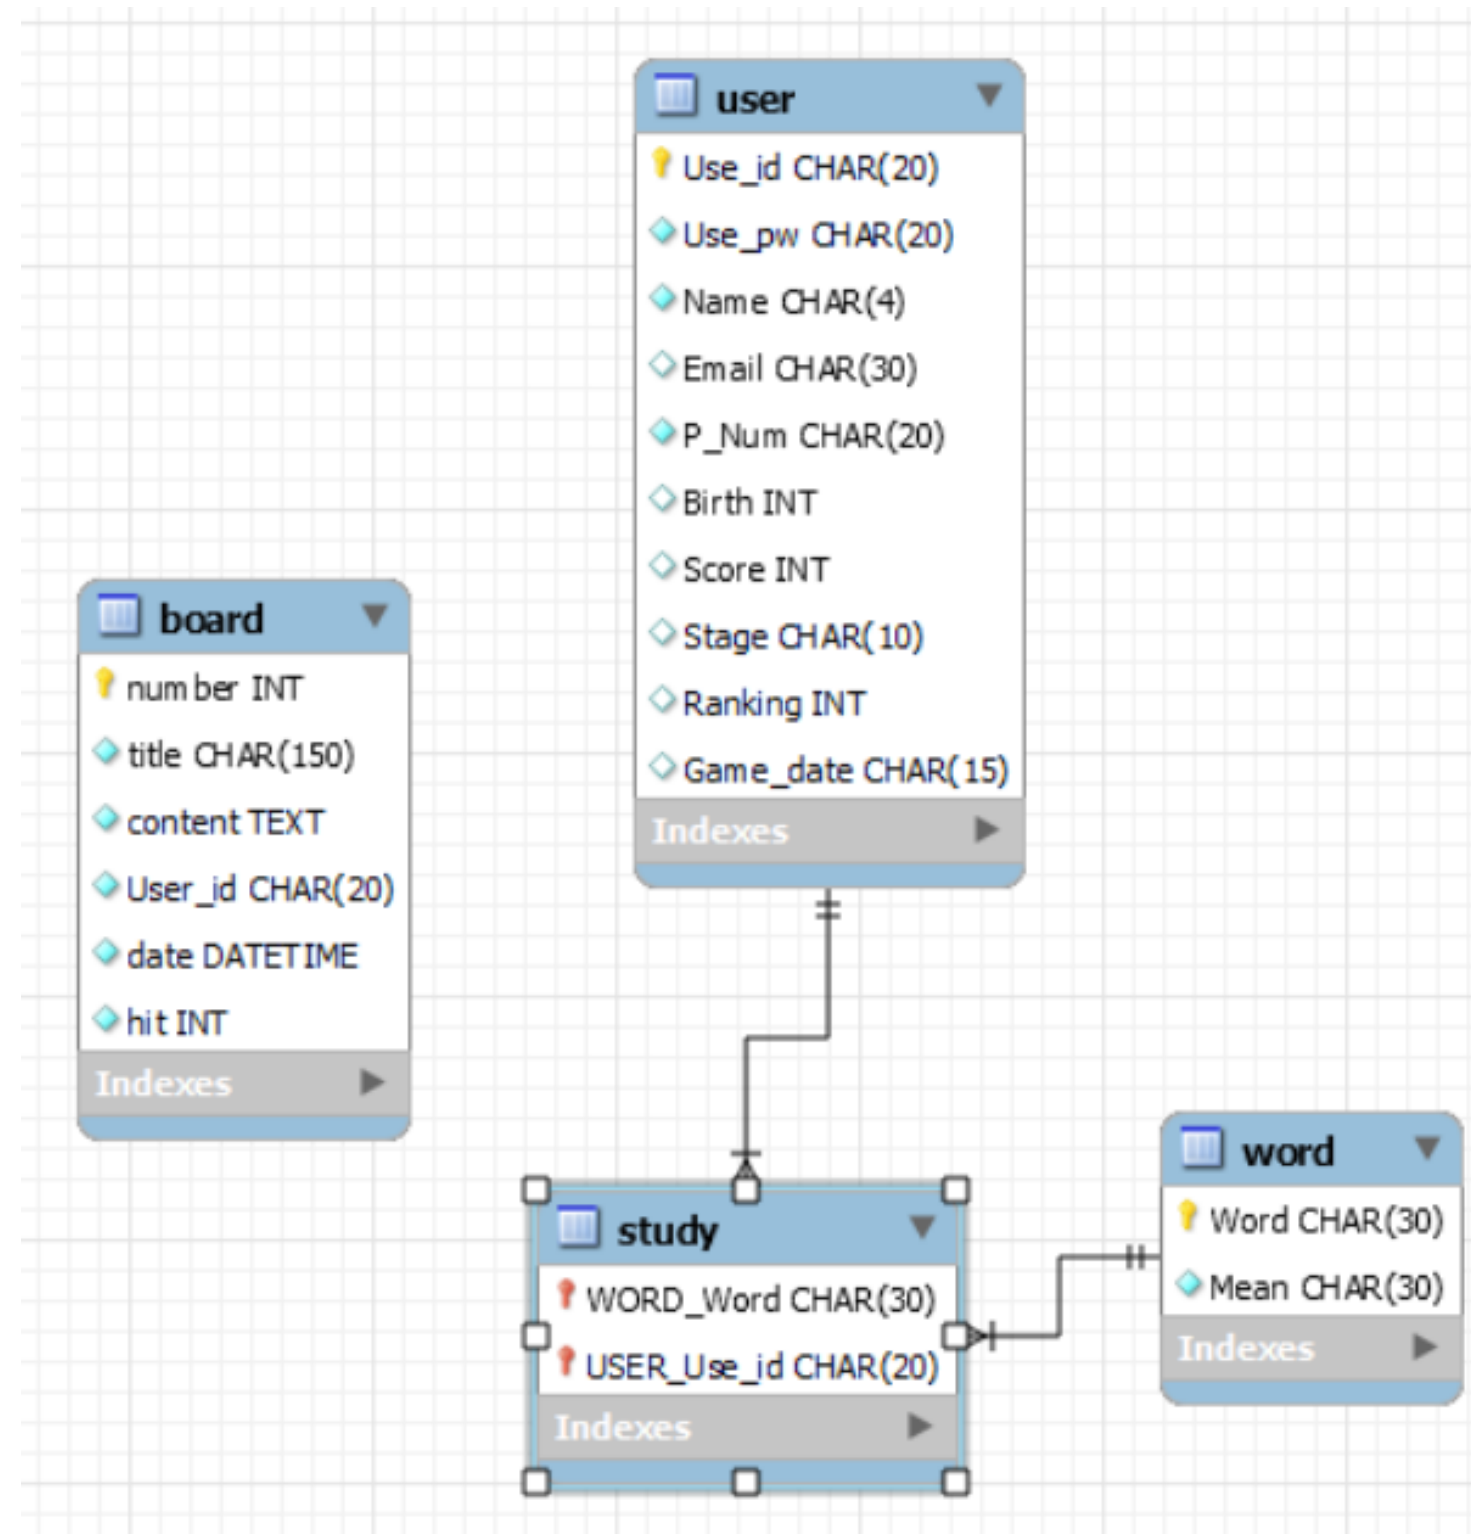 user
Use_id CHAR(20)
Use_pw CHAR(20)
Name CHAR(4)
Email CHAR(30)
P_Num CHAR(20)
Birth INT
Score INT
Stage CHAR(10)
Ranking INT
Game_date CHAR(15)
Indexes
board
number INT
title CHAR(150)
content TEXT
User_id CHAR(20)
date DATETIME
hit INT
Indexes
study
WORD_Word CHAR(30)
USER_Use_id CHAR(20)
Indexes
word
Word CHAR(30)
Mean CHAR(30)
Indexes